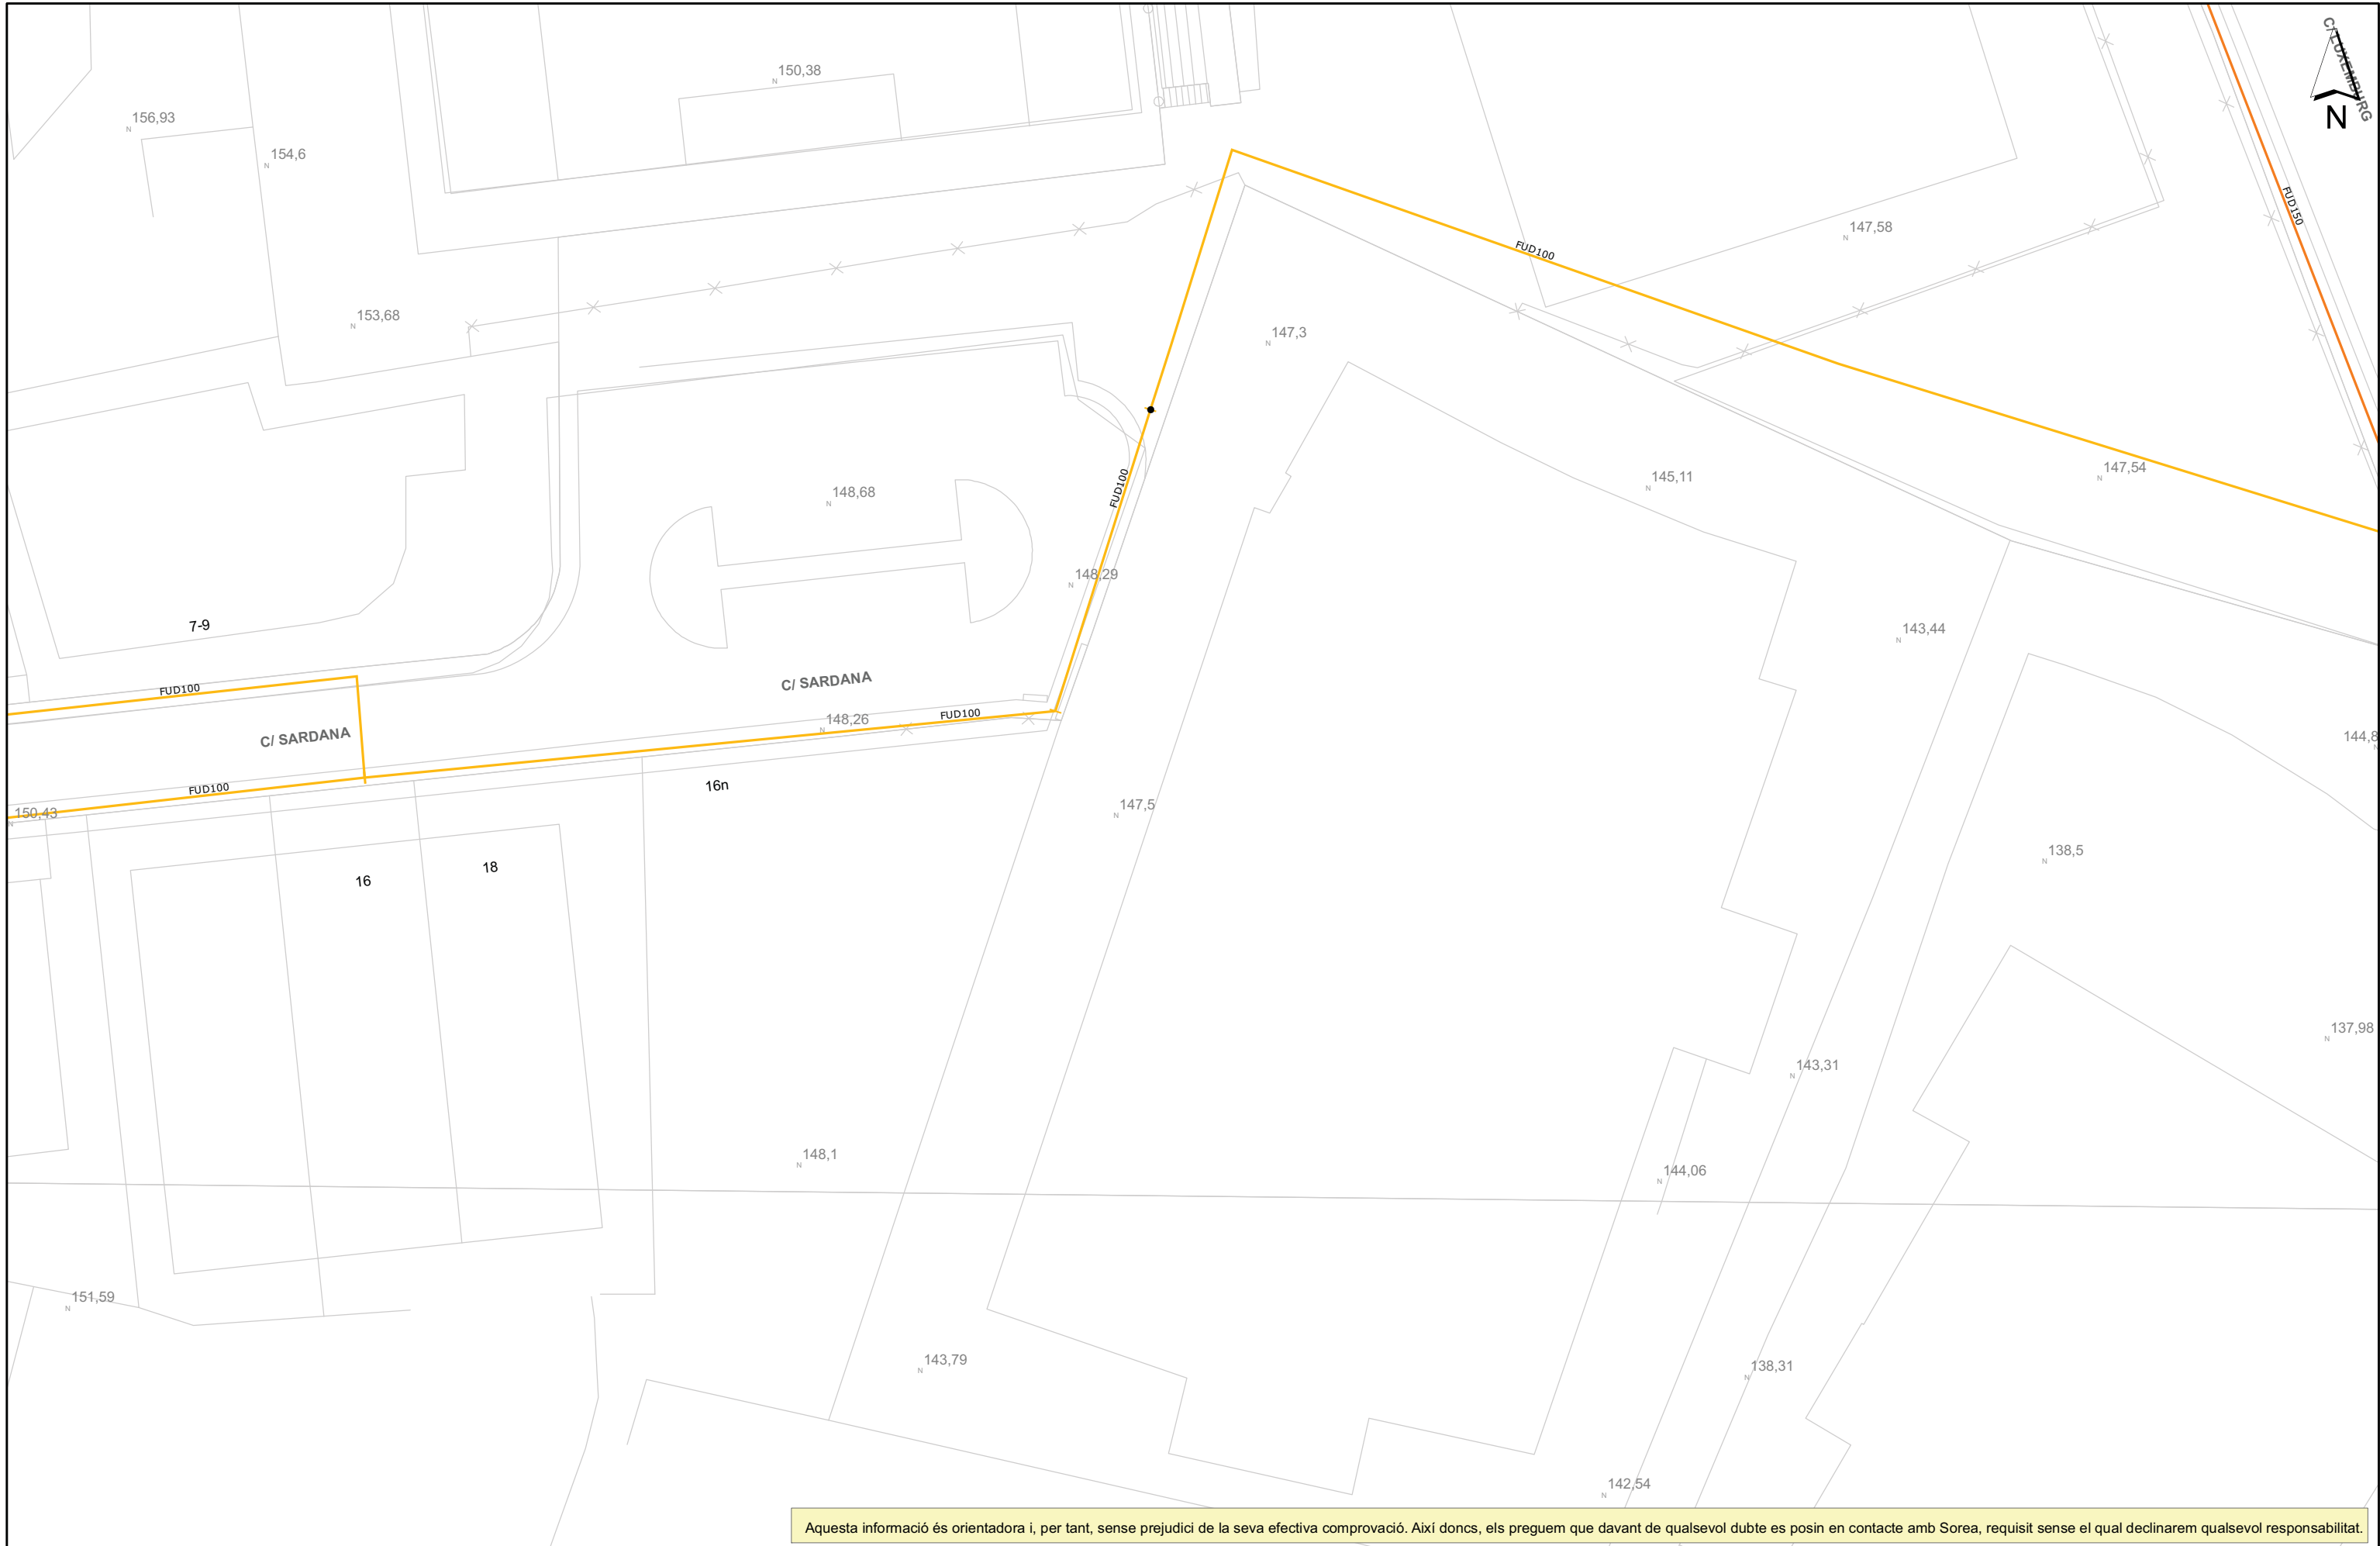 C/ LUXEMBURG
N
150,38
156,93
154,6
FUD150
147,58
FUD100
153,68
147,3
147,54
145,11
FUD100
148,68
148,29
7-9
143,44
C/ SARDANA
FUD100
148,26
FUD100
C/ SARDANA
144,8
16n
FUD100
147,5
150,43
138,5
18
16
137,98
143,31
148,1
144,06
151,59
143,79
138,31
142,54
Aquesta informació és orientadora i, per tant, sense prejudici de la seva efectiva comprovació. Així doncs, els preguem que davant de qualsevol dubte es posin en contacte amb Sorea, requisit sense el qual declinarem qualsevol responsabilitat.